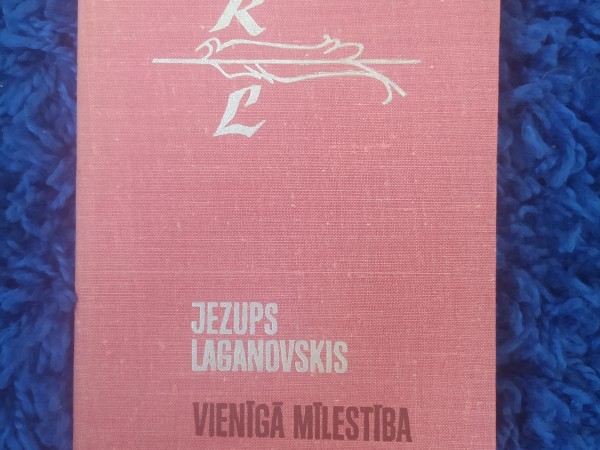 R
L
JEZUPS
LAGANOVSKIS
VIENĪGĀ MĪLESTĪBA